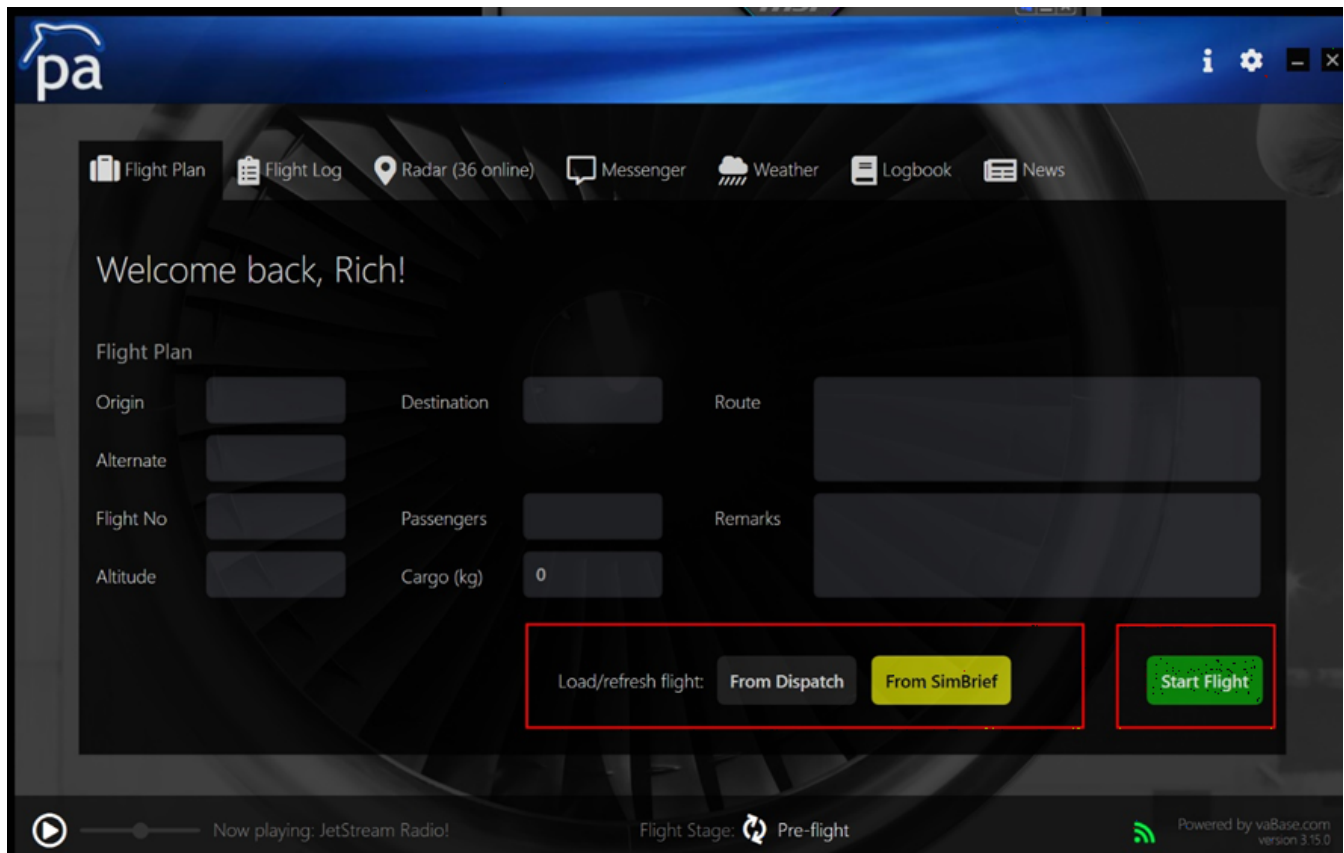 msi
pa
Flight Plan Flight Log Radar (36 online) Messenger Weather Logbook News
Welcome back, Rich!
Flight Plan
Origin Destination Route
Alternate
Flight No Passengers Remarks
Altitude Cargo (kg) 0
Load/refresh flight: From Dispatch From SimBrief Start Flight
Now playing: JetStream Radio! Flight Stage: Pre-flight Powered by vaBase.com
version 3.15.0